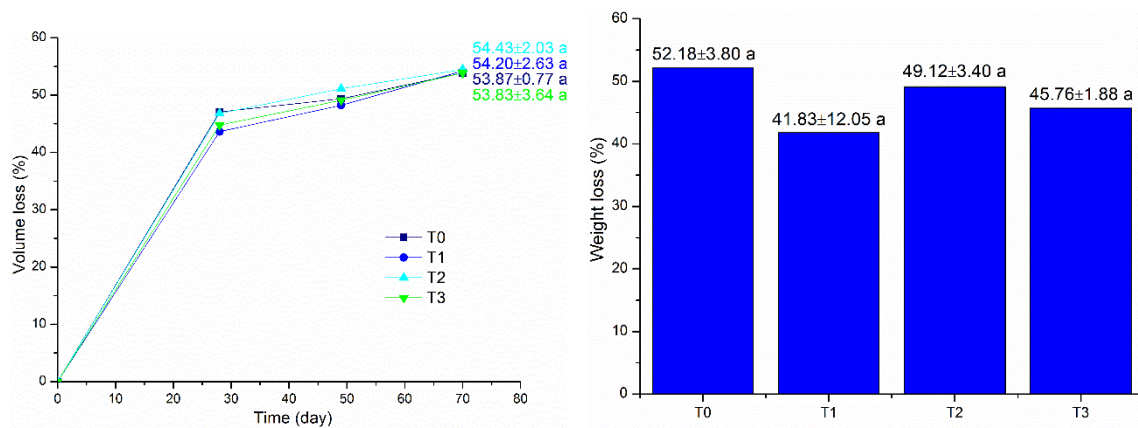 60
50
40
30
20
10
0
Volume loss (%)
0 10 20 30 40 50 60 70 80
Time (day)
54.43±2.03 a
54.20±2.63 a
53.87±0.77 a
53.83±3.64 a
T0
T1
T2
T3
60
50
40
30
20
10
0
Weight loss (%)
52.18±3.80 a
41.83±12.05 a
49.12±3.40 a
45.76±1.88 a
T0 T1 T2 T3